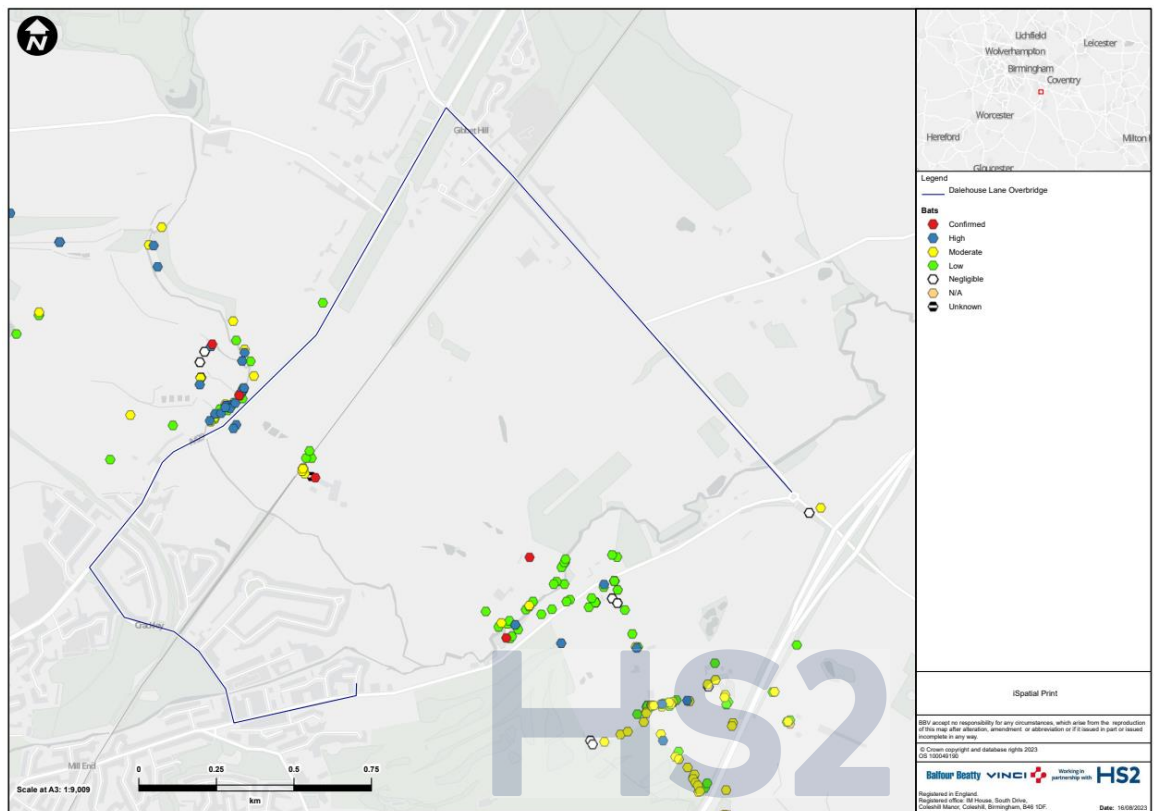 N
Gibbet Hill
Crackley
Mill End
HS2
0 0.25 0.5 0.75
km
Scale at A3: 1:9,009
Lichfield
Leicester
Wolverhampton
Birmingham
Coventry
Worcester
Hereford
Milton
Gloucester
Legend
Dalehouse Lane Overbridge
Bats
Confirmed
High
Moderate
Low
Negligible
N/A
Unknown
iSpatial Print
BBV accept no responsibility for any circumstances, which arise from the reproduction
of this map after alteration, amendment or abbreviation or if it issued in part or issued
incomplete in any way.
© Crown copyright and database rights 2023
OS 100049190
Balfour Beatty VINCI Working in
partnership with HS2
Registered in England.
Registered office: IM House, South Drive,
Coleshill Manor, Coleshill, Birmingham, B46 1DF.
Date: 16/08/2023